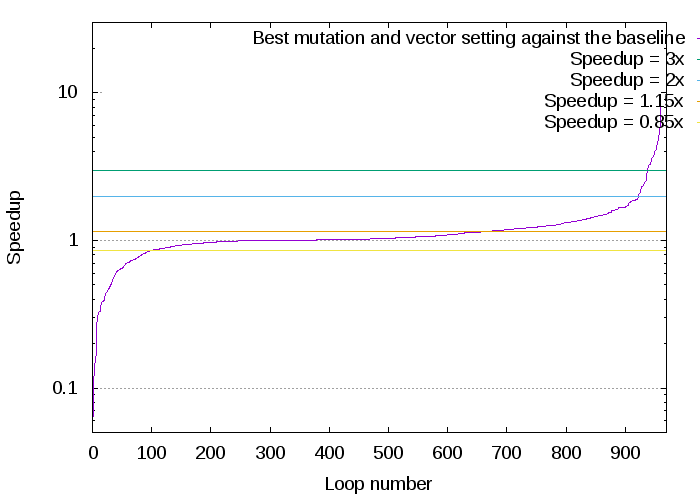 Best mutation and vector setting against the baseline
Speedup = 3x
Speedup = 2x
Speedup = 1.15x
Speedup = 0.85x
10
1
0.1
Speedup
0 100 200 300 400 500 600 700 800 900
Loop number